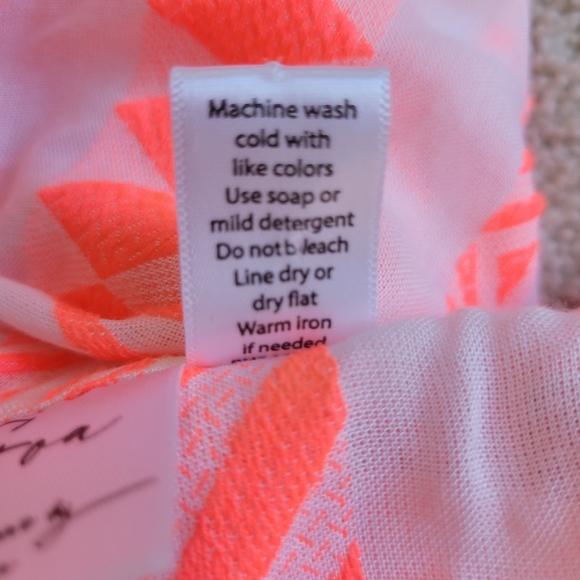 Machine wash
cold with
like colors
Use soap or
mild detergent
Do not bleach
Line dry or
dry flat
Warm iron
if needed